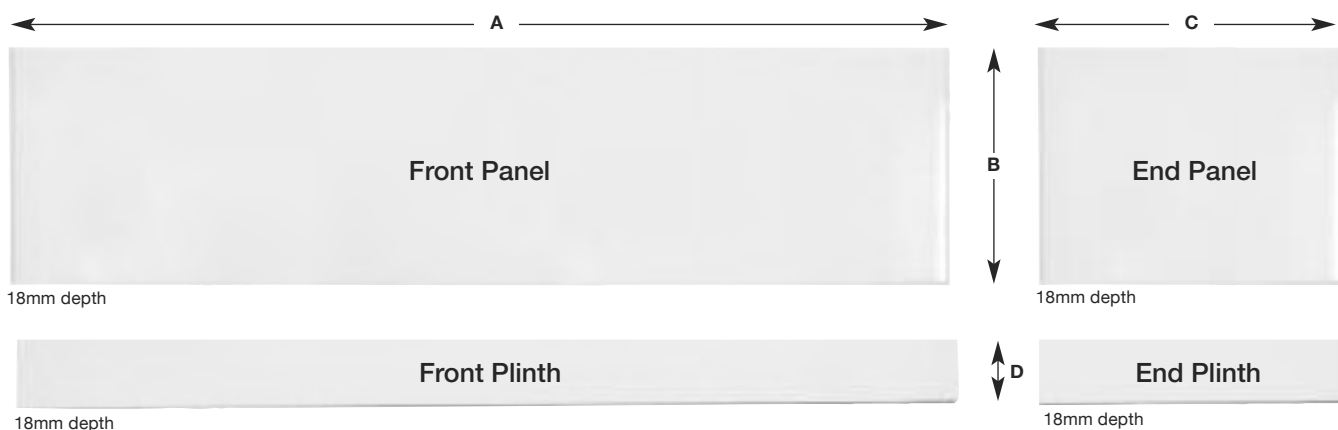 A
C
Front Panel
B
End Panel
18mm depth
18mm depth
Front Plinth
D
End Plinth
18mm depth
18mm depth